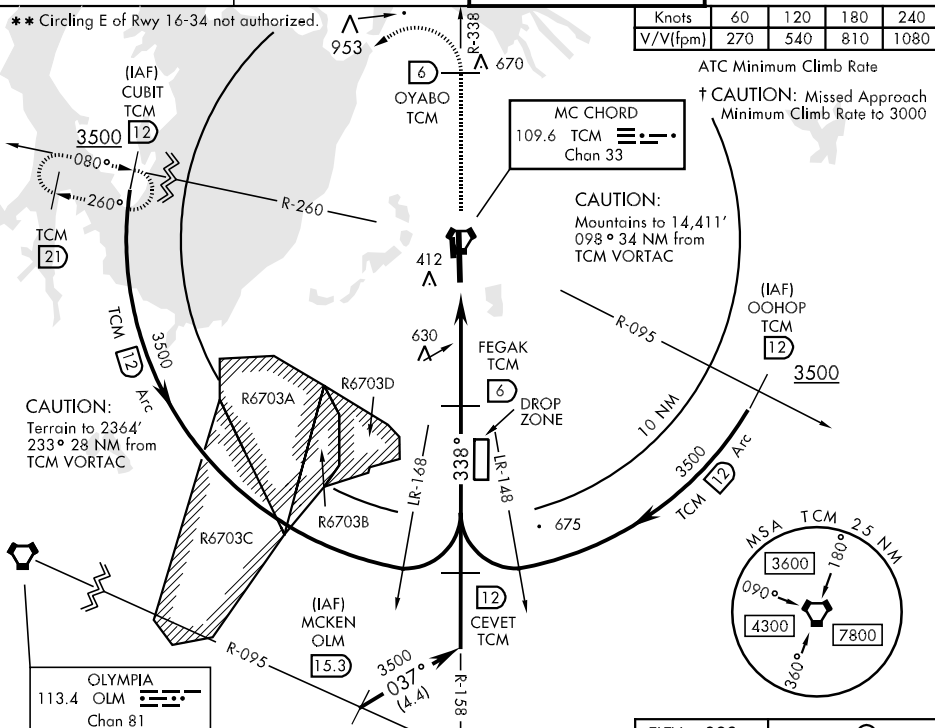 ** Circling E of Rwy 16-34 not authorized.
Knots 60 120 180 240
V/V(fpm) 270 540 810 1080
ATC Minimum Climb Rate
† CAUTION: Missed Approach
Minimum Climb Rate to 3000
953
R-338
670
6
OYABO
TCM
(IAF)
CUBIT
TCM
12
3500
080°
260°
R-260
TCM
21
MC CHORD
109.6 TCM
Chan 33
CAUTION:
Mountains to 14,411'
098° 34 NM from
TCM VORTAC
412
R-095
(IAF)
OOHOP
TCM
12
3500
TCM 12 Arc
3500
630
FEGAK
TCM
6
DROP
ZONE
R6703A
R6703D
CAUTION:
Terrain to 2364'
233° 28 NM from
TCM VORTAC
10 NM
338°
LR-168
LR-148
3500
TCM 12 Arc
R6703B
R6703C
675
MSA TCM 25 NM
3600
180°
090°
4300
7800
360°
12
CEVET
TCM
(IAF)
MCKEN
OLM
15.3
R-095
3500
037°
(4.4)
R-158
OLYMPIA
113.4 OLM
Chan 81